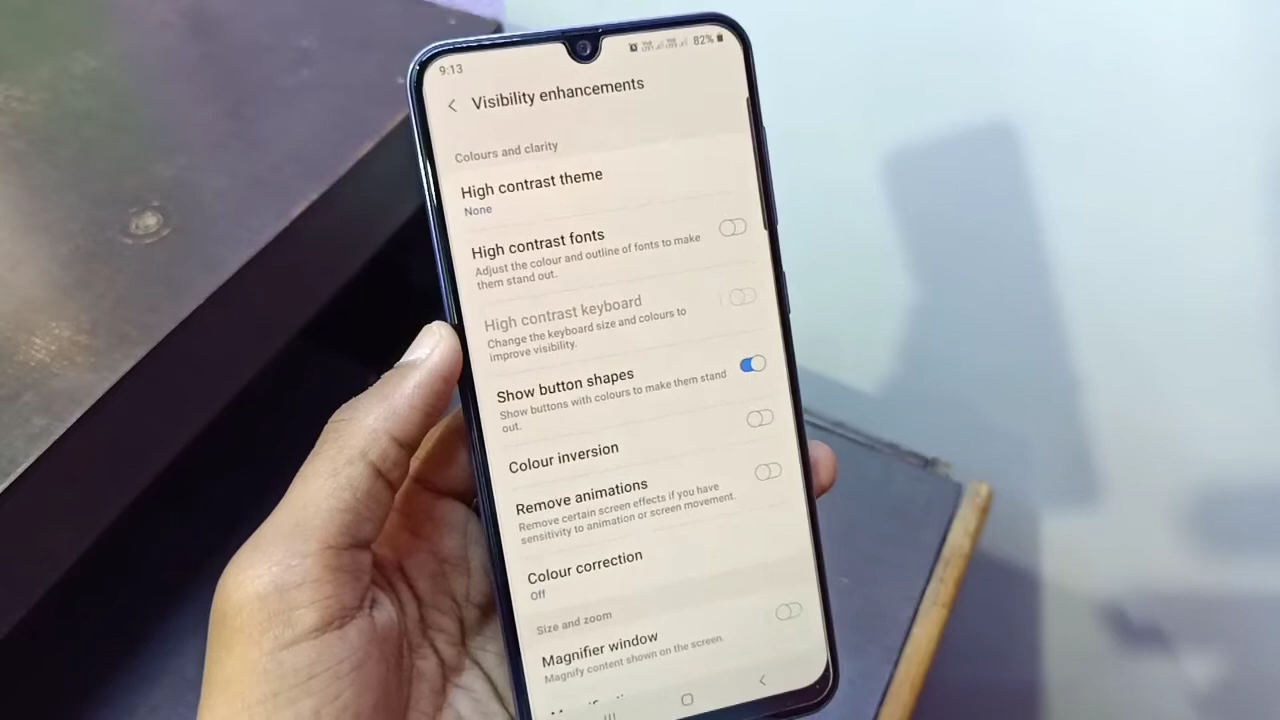 9:13
82%
Visibility enhancements
Colours and clarity
High contrast theme
None
High contrast fonts
Adjust the colour and outline of fonts to make
them stand out.
High contrast keyboard
Change the keyboard size and colours to
improve visibility.
Show button shapes
Show buttons with colours to make them stand
out.
Colour inversion
Remove animations
Remove certain screen effects if you have
sensitivity to animation or screen movement.
Colour correction
Off
Size and zoom
Magnifier window
Magnify content shown on the screen.